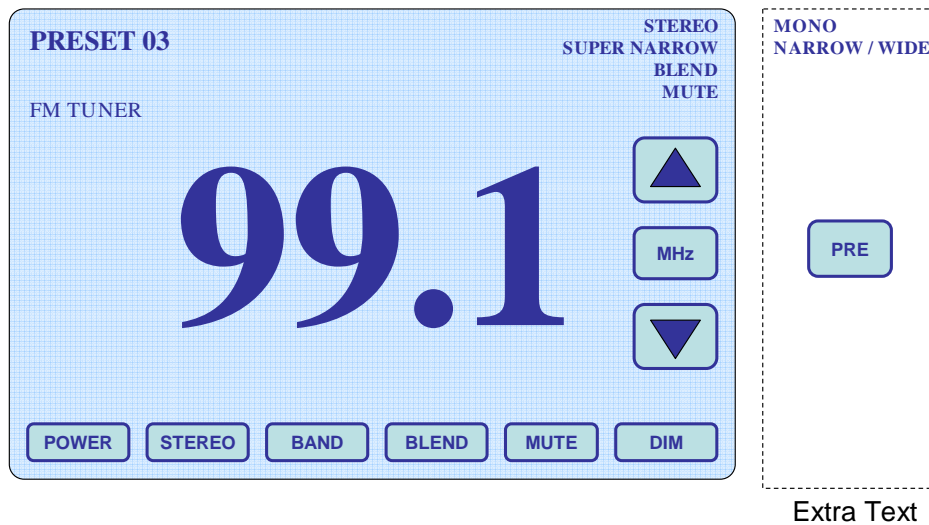 PRESET 03
STEREO
SUPER NARROW
BLEND
MUTE
FM TUNER
99.1
MHz
POWER STEREO BAND BLEND MUTE DIM
MONO
NARROW / WIDE
PRE
Extra Text